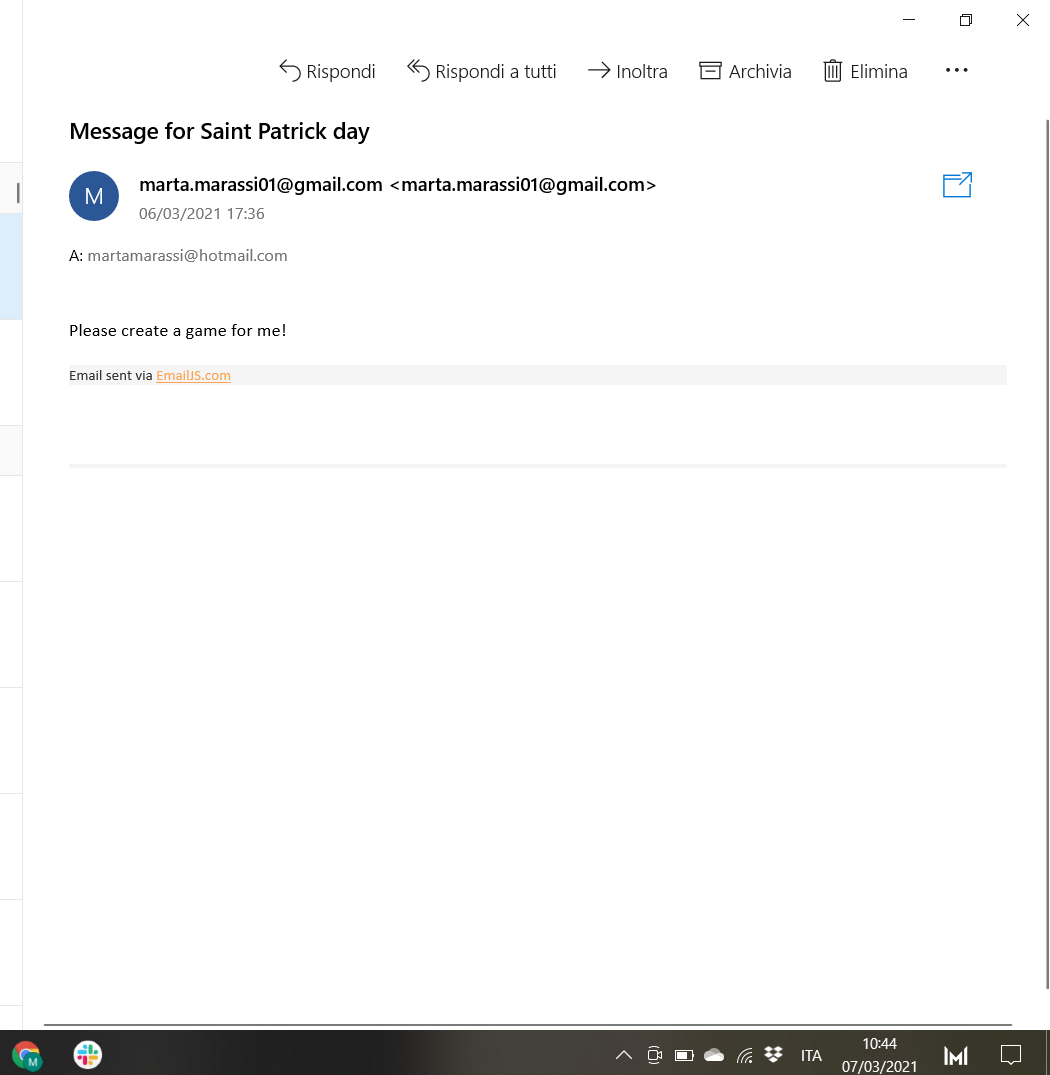 Rispondi Rispondi a tutti Inoltra Archivia Elimina
Message for Saint Patrick day
M
marta.marassi01@gmail.com <marta.marassi01@gmail.com>
06/03/2021 17:36
A: martamarassi@hotmail.com
Please create a game for me!
Email sent via EmailJS.com
M
ITA
10:44
07/03/2021